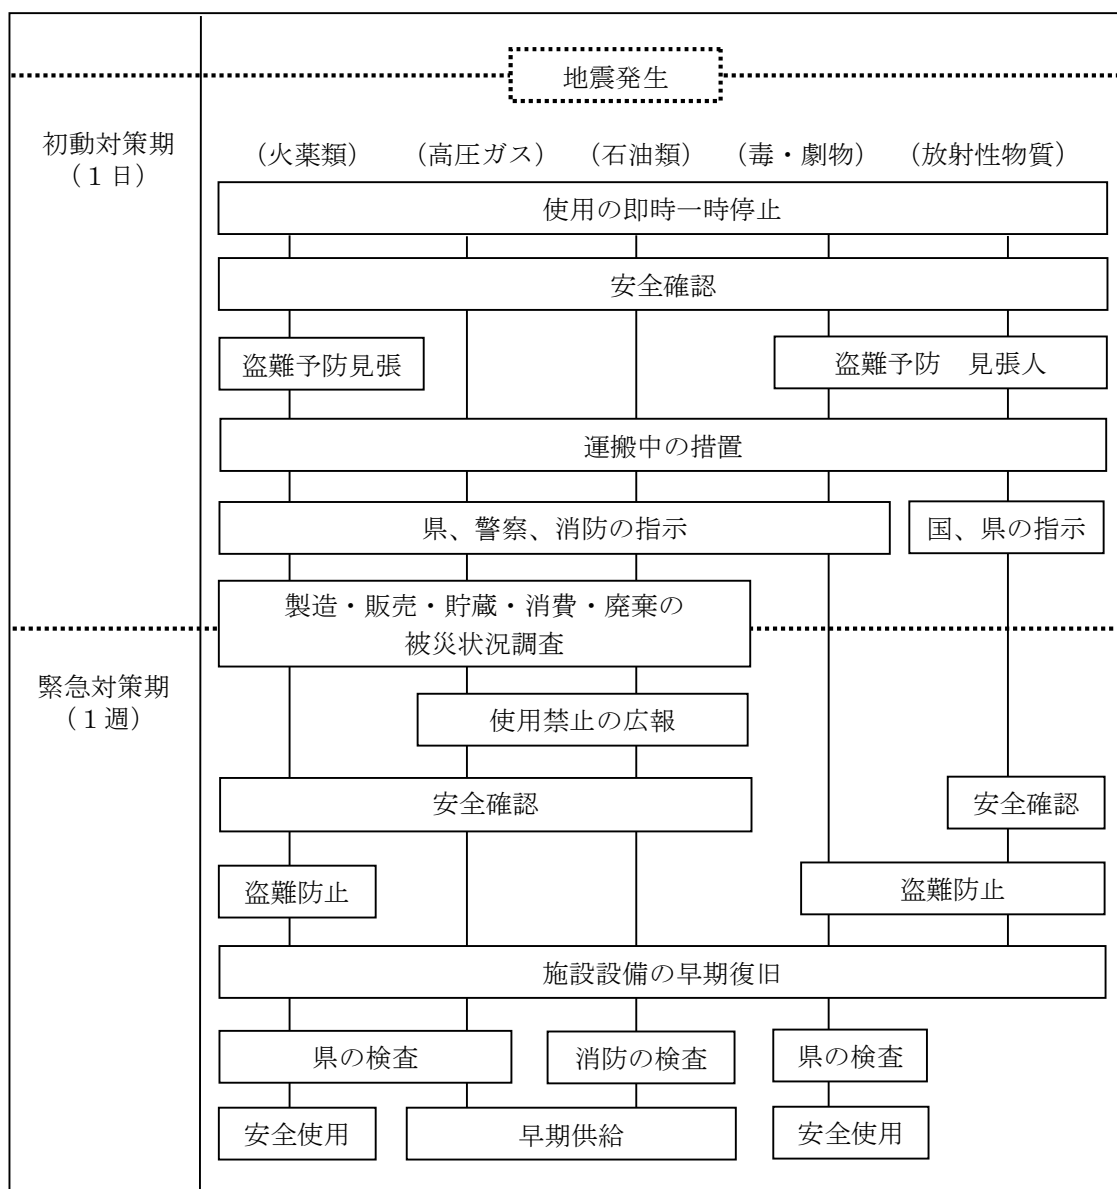 地震発生
初動対策期
（１日）
（火薬類）　（高圧ガス）　（石油類）　（毒・劇物）　（放射性物質）
使用の即時一時停止
安全確認
盗難予防見張
盗難予防　見張人
運搬中の措置
県、警察、消防の指示
国、県の指示
製造・販売・貯蔵・消費・廃棄の
被災状況調査
緊急対策期
（１週）
使用禁止の広報
安全確認
安全確認
盗難防止
盗難防止
施設設備の早期復旧
県の検査
消防の検査
県の検査
安全使用
早期供給
安全使用